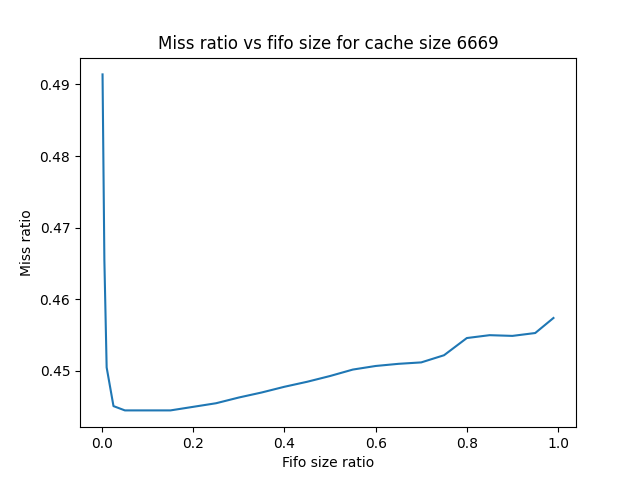 Miss ratio vs fifo size for cache size 6669
0.49
0.48
0.47
0.46
0.45
Miss ratio
0.0 0.2 0.4 0.6 0.8 1.0
Fifo size ratio